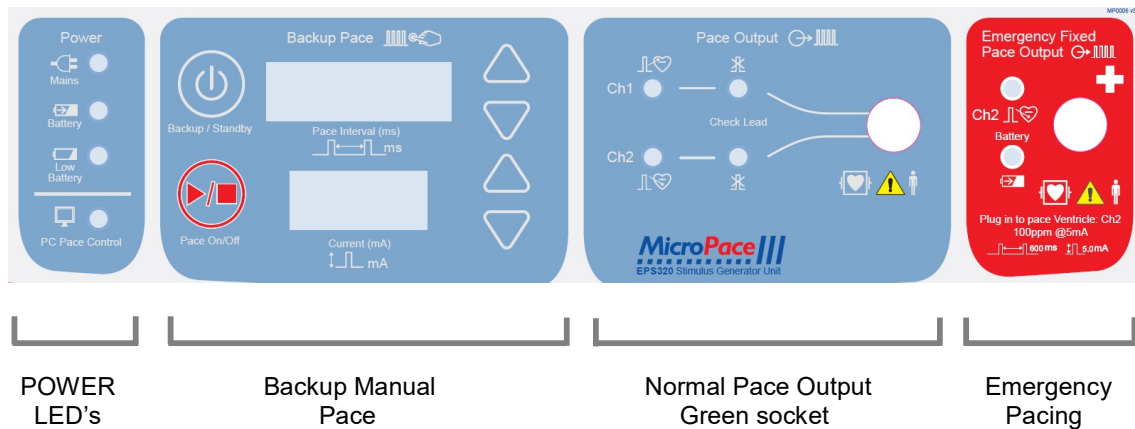 MP0006 v5
Power
Mains
Battery
Low
Battery
PC Pace Control
Backup Pace
Backup / Standby
Pace Interval (ms)
ms
Pace On/Off
Current (mA)
mA
Pace Output
Ch1
Check Lead
Ch2
MicroPace III
EPS320 Stimulus Generator Unit
Emergency Fixed
Pace Output
Ch2
Battery
Plug in to pace Ventricle: Ch2
100ppm @5mA
600 ms 5.0mA
POWER
LED's
Backup Manual
Pace
Normal Pace Output
Green socket
Emergency
Pacing